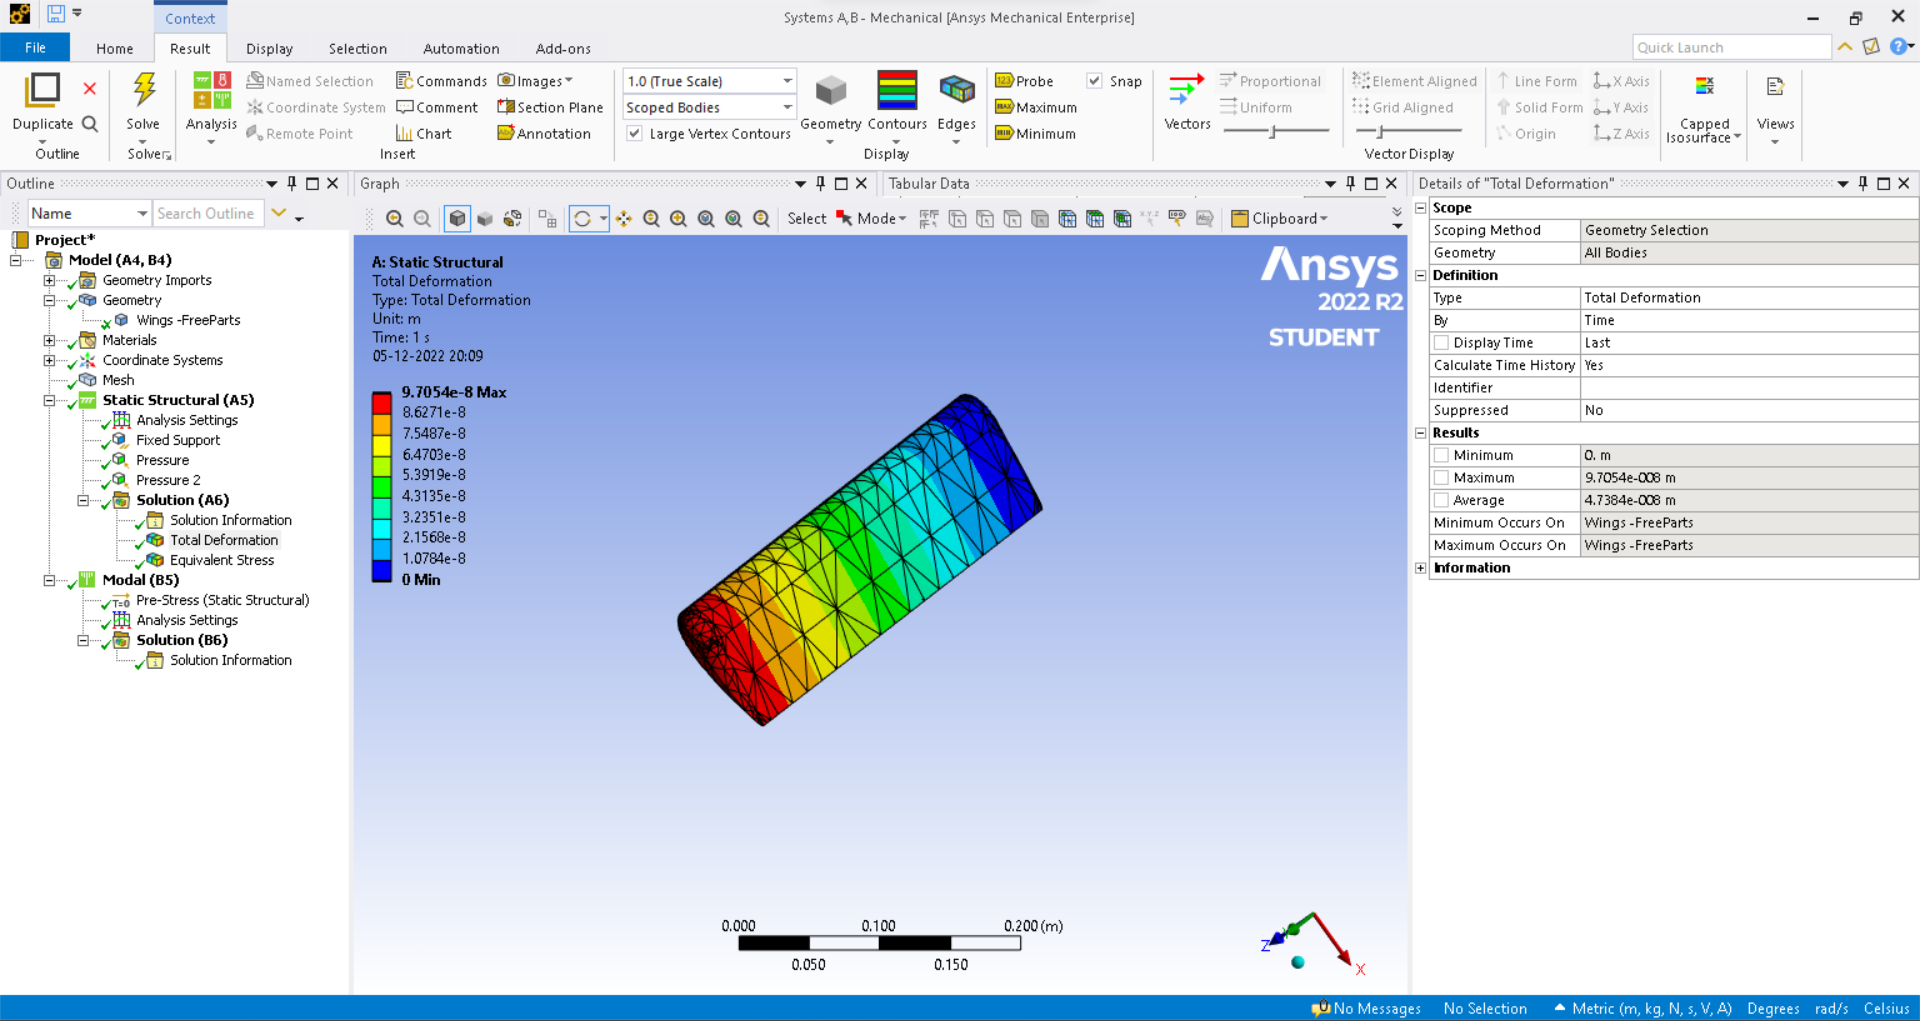 Context
Systems A,B - Mechanical [Ansys Mechanical Enterprise]
File Home Result Display Selection Automation Add-ons
Quick Launch
Duplicate
Outline
Solve
Solver
Analysis
Named Selection
Coordinate System
Remote Point
Commands
Comment
Chart
Images
Section Plane
Annotation
Insert
1.0 (True Scale)
Scoped Bodies
Large Vertex Contours
Geometry
Contours
Edges
Display
Probe
Maximum
Minimum
Snap
Vectors
Proportional
Uniform
Element Aligned
Grid Aligned
Vector Display
Line Form
Solid Form
Origin
X Axis
Y Axis
Z Axis
Capped
Isosurface
Views
Outline
Name
Search Outline
Project*
Model (A4, B4)
Geometry Imports
Geometry
Wings -FreeParts
Materials
Coordinate Systems
Mesh
Static Structural (A5)
Analysis Settings
Fixed Support
Pressure
Pressure 2
Solution (A6)
Solution Information
Total Deformation
Equivalent Stress
Modal (B5)
T=0 Pre-Stress (Static Structural)
Analysis Settings
Solution (B6)
Solution Information
Graph
Tabular Data
Select Mode
Clipboard
A: Static Structural
Total Deformation
Type: Total Deformation
Unit: m
Time: 1 s
05-12-2022 20:09
9.7054e-8 Max
8.6271e-8
7.5487e-8
6.4703e-8
5.3919e-8
4.3135e-8
3.2351e-8
2.1568e-8
1.0784e-8
0 Min
Ansys
2022 R2
STUDENT
0.000 0.100 0.200 (m)
0.050 0.150
Z
X
Details of "Total Deformation"
Scope
Scoping Method Geometry Selection
Geometry All Bodies
Definition
Type Total Deformation
By Time
Display Time Last
Calculate Time History Yes
Identifier
Suppressed No
Results
Minimum 0. m
Maximum 9.7054e-008 m
Average 4.7384e-008 m
Minimum Occurs On Wings -FreeParts
Maximum Occurs On Wings -FreeParts
Information
No Messages No Selection Metric (m, kg, N, s, V, A) Degrees rad/s Celsius